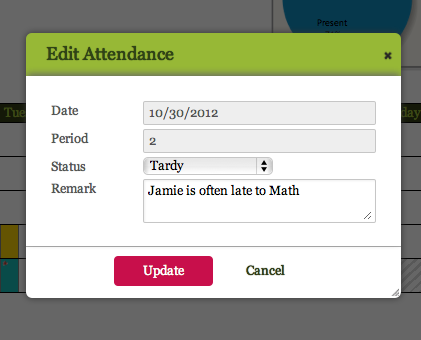 Present
Edit Attendance
Tue
day
Date 10/30/2012
Period 2
Status Tardy
Remark Jamie is often late to Math
Update Cancel